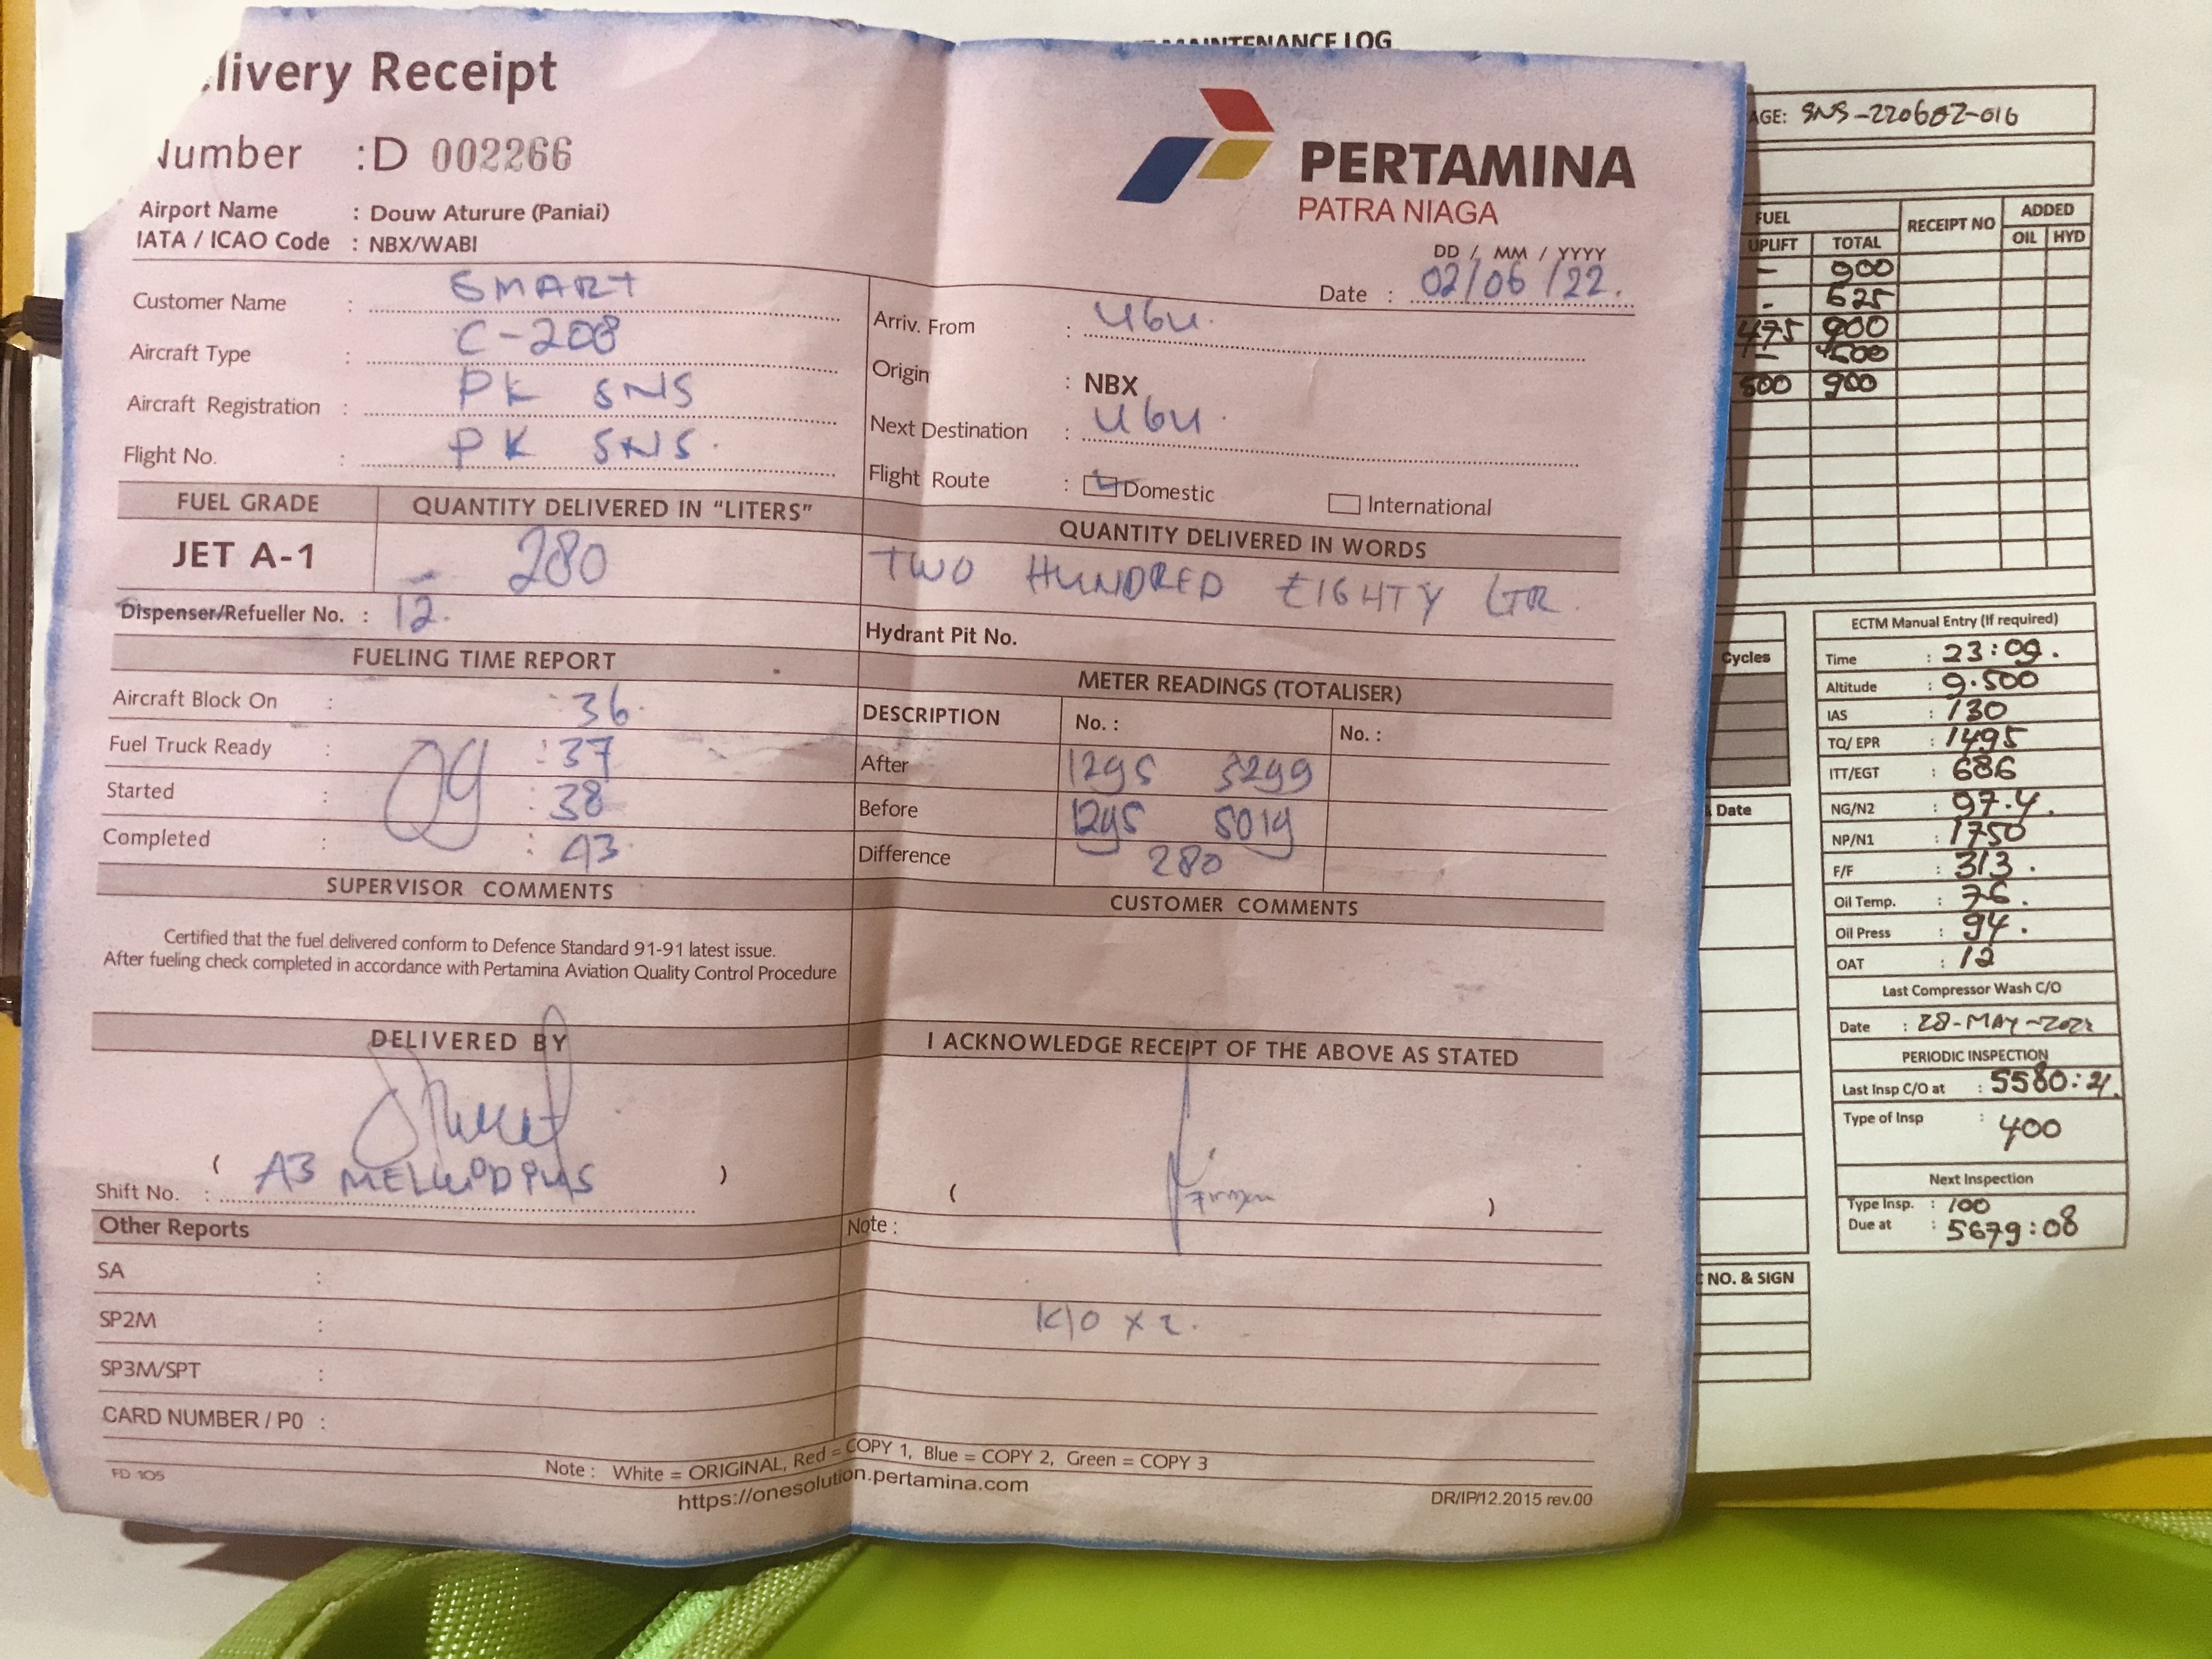 livery Receipt
Number : D 002266
Airport Name : Douw Aturure (Paniai)
IATA / ICAO Code : NBX/WABI
PERTAMINA
PATRA NIAGA
DD / MM / YYYY
Date : 02/06/22.
Customer Name : SMART
Aircraft Type : C-208
Aircraft Registration : PK SNS
Flight No. : PK SNS.
Arriv. From : UBU.
Origin : NBX
Next Destination : UBU.
Flight Route : Domestic International
FUEL GRADE QUANTITY DELIVERED IN "LITERS"
JET A-1 280
Dispenser/Refueller No. : 12.
QUANTITY DELIVERED IN WORDS
TWO HUNDRED EIGHTY LTR.
Hydrant Pit No.
FUELING TIME REPORT
Aircraft Block On : : 36.
Fuel Truck Ready : : 37
Started : 09 : 38
Completed : : 43.
METER READINGS (TOTALISER)
DESCRIPTION No. : No. :
After 1295 5299
Before 1295 5019
Difference 280
SUPERVISOR COMMENTS
Certified that the fuel delivered conform to Defence Standard 91-91 latest issue.
After fueling check completed in accordance with Pertamina Aviation Quality Control Procedure
CUSTOMER COMMENTS
DELIVERED BY
( )
Shift No. : A3
I ACKNOWLEDGE RECEIPT OF THE ABOVE AS STATED
( Firman )
Other Reports
SA :
SP2M :
SP3M/SPT :
CARD NUMBER / P0 :
Note :
K10 x 2.
Note : White = ORIGINAL, Red = COPY 1, Blue = COPY 2, Green = COPY 3
https://onesolution.pertamina.com
FD 105
DR/IP/12.2015 rev.00
MAINTENANCE LOG
AGE: SNS-220602-016
FUEL RECEIPT NO ADDED
UPLIFT TOTAL OIL HYD
- 900
- 625
475 900
- 600
500 900
Cycles
Date
NO. & SIGN
ECTM Manual Entry (If required)
Time : 23:09.
Altitude : 9.500
IAS : 130
TQ/ EPR : 1495
ITT/EGT : 686
NG/N2 : 97.4.
NP/N1 : 1750
F/F : 313.
Oil Temp. : 76.
Oil Press : 94.
OAT : 12
Last Compressor Wash C/O
Date : 28-MAY-2022
PERIODIC INSPECTION
Last Insp C/O at : 5580:21.
Type of Insp : 400
Next Inspection
Type Insp. : 100
Due at : 5679:08